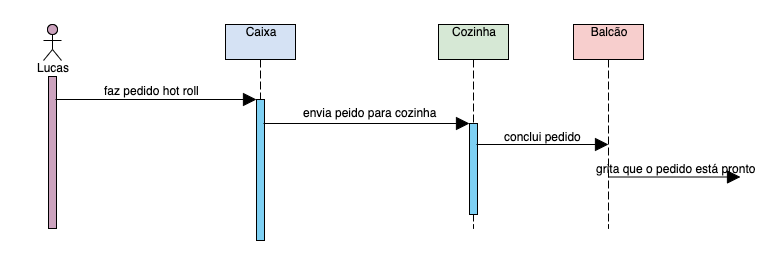 Caixa
Cozinha
Balcão
Lucas
faz pedido hot roll
envia peido para cozinha
conclui pedido
grita que o pedido está pronto